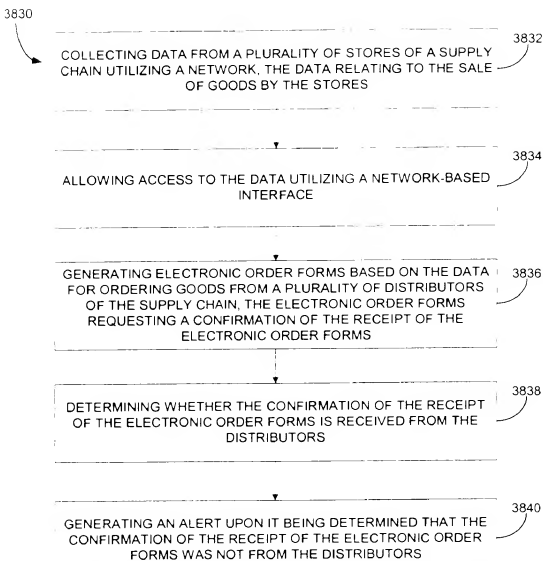 3830
3832
COLLECTING DATA FROM A PLURALITY OF STORES OF A SUPPLY
CHAIN UTILIZING A NETWORK, THE DATA RELATING TO THE SALE
OF GOODS BY THE STORES
3834
ALLOWING ACCESS TO THE DATA UTILIZING A NETWORK-BASED
INTERFACE
GENERATING ELECTRONIC ORDER FORMS BASED ON THE DATA
FOR ORDERING GOODS FROM A PLURALITY OF DISTRIBUTORS
3836
OF THE SUPPLY CHAIN, THE ELECTRONIC ORDER FORMS
REQUESTING A CONFIRMATION OF THE RECEIPT OF THE
ELECTRONIC ORDER FORMS
3838
DETERMINING WHETHER THE CONFIRMATION OF THE RECEIPT
OF THE ELECTRONIC ORDER FORMS IS RECEIVED FROM THE
DISTRIBUTORS
3840
GENERATING AN ALERT UPON IT BEING DETERMINED THAT THE
CONFIRMATION OF THE RECEIPT OF THE ELECTRONIC ORDER
FORMS WAS NOT FROM THE DISTRIBUTORS